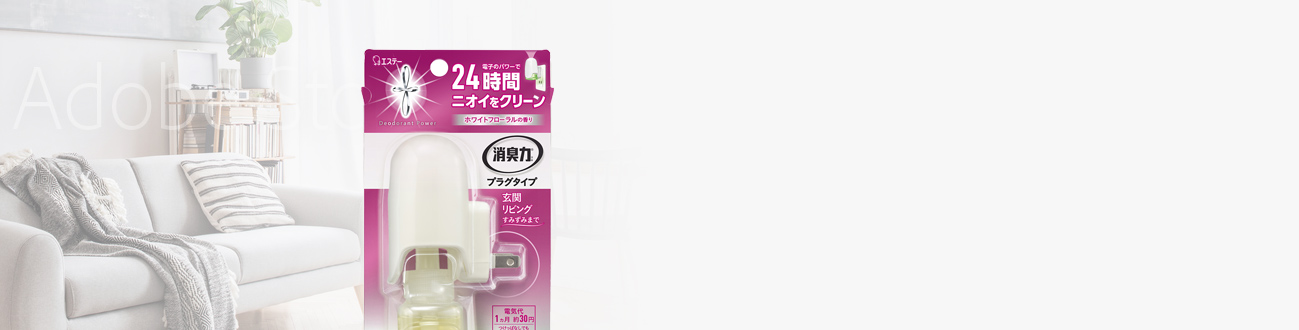 Adobe Sto
エステー
電子のパワーで
24時間
ニオイをクリーン
Deodorant Power
ホワイトフローラルの香り
消臭力
プラグタイプ
玄関
リビング
すみずみまで
電気代
1ヵ月 約30円